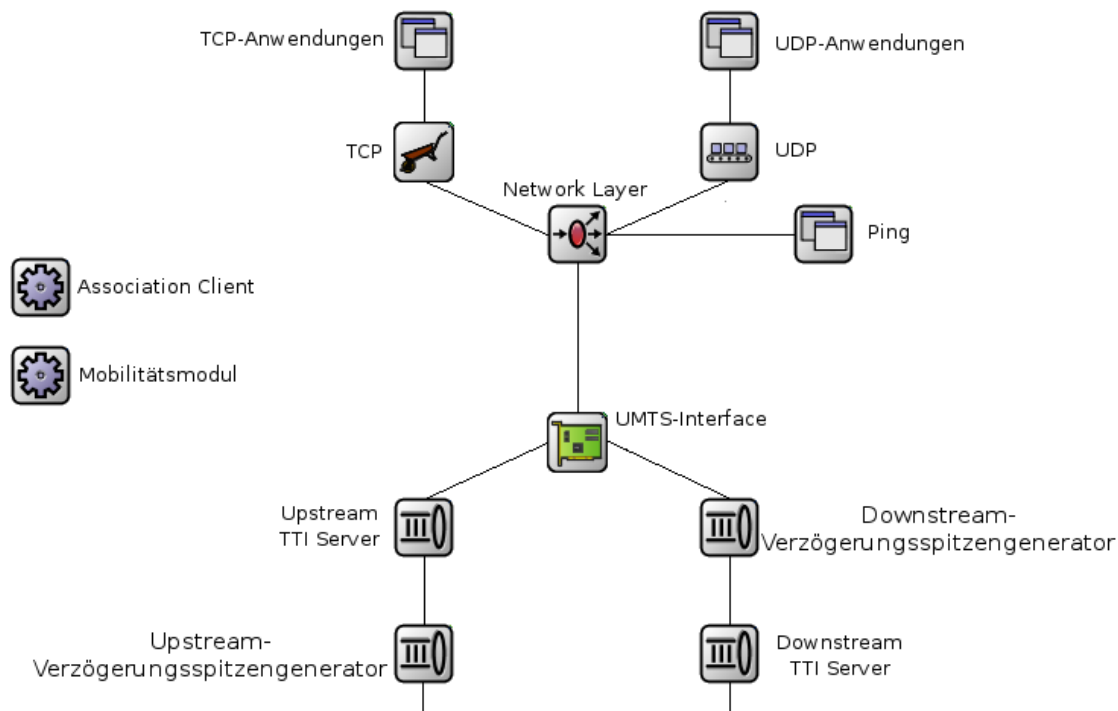 TCP-Anwendungen
UDP-Anwendungen
TCP
UDP
Network Layer
Ping
Association Client
Mobilitätsmodul
UMTS-Interface
Upstream
TTI Server
Downstream-
Verzögerungsspitzengenerator
Upstream-
Verzögerungsspitzengenerator
Downstream
TTI Server